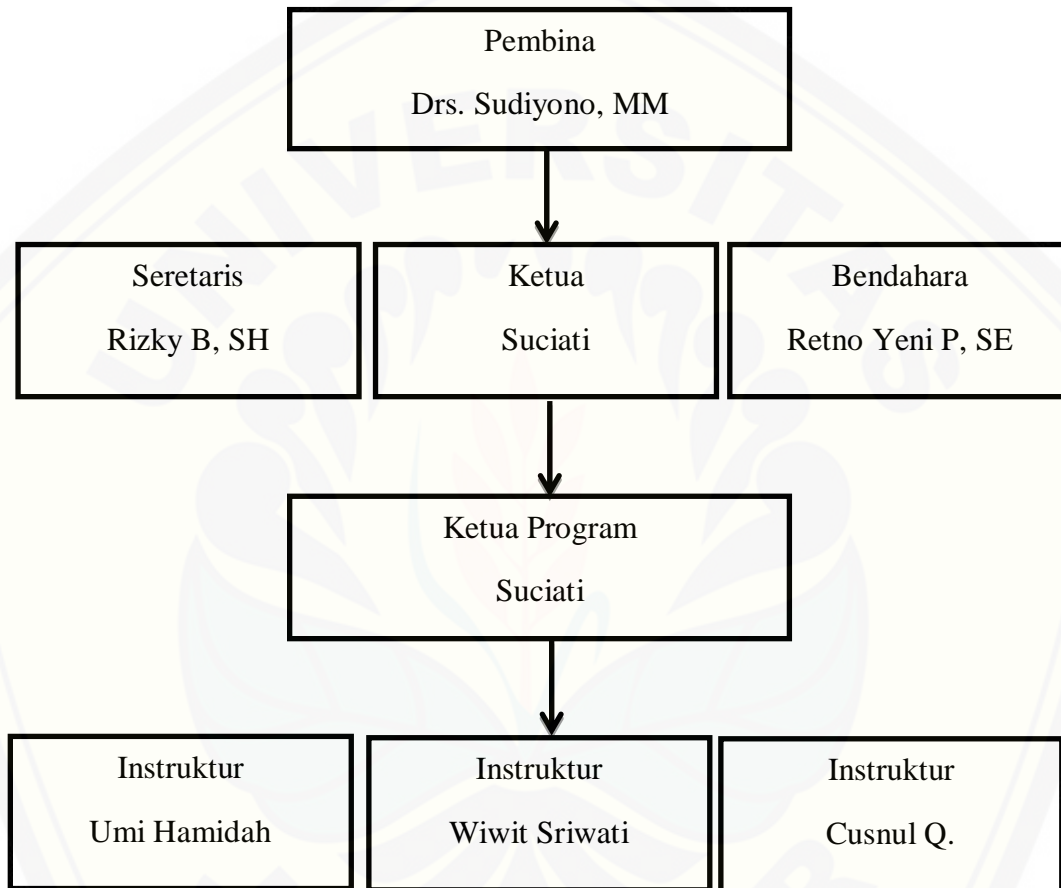 Pembina
Drs. Sudiyono, MM
Seretaris
Rizky B, SH
Ketua
Suciati
Bendahara
Retno Yeni P, SE
Ketua Program
Suciati
Instruktur
Umi Hamidah
Instruktur
Wiwit Sriwati
Instruktur
Cusnul Q.
UNIVERSITAS